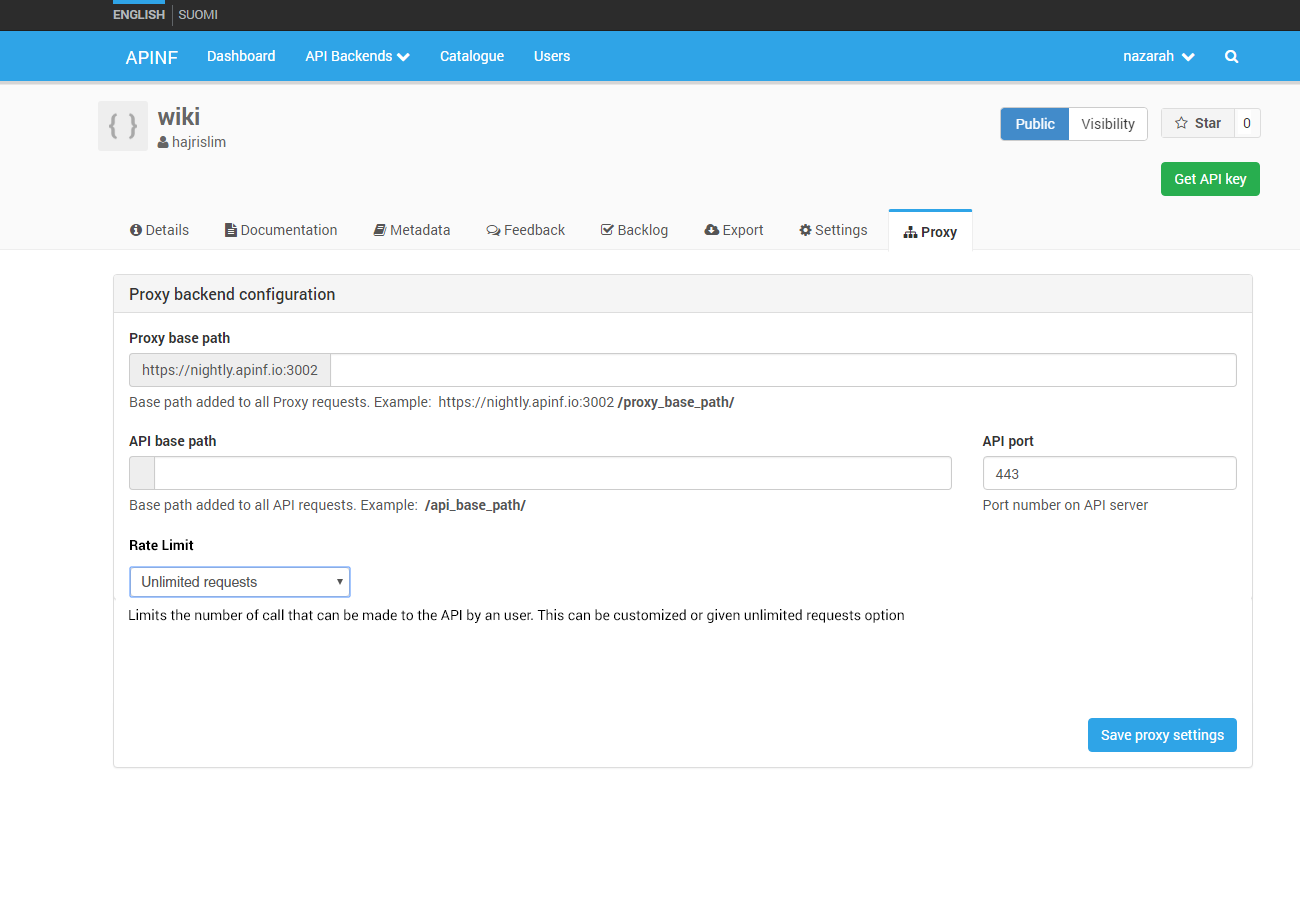 ENGLISH SUOMI
APINF Dashboard API Backends Catalogue Users nazarah
{ } wiki
hajrislim
Public Visibility Star 0
Get API key
Details Documentation Metadata Feedback Backlog Export Settings Proxy
Proxy backend configuration
Proxy base path
https://nightly.apinf.io:3002
Base path added to all Proxy requests. Example: https://nightly.apinf.io:3002 /proxy_base_path/
API base path API port
443
Base path added to all API requests. Example: /api_base_path/ Port number on API server
Rate Limit
Unlimited requests
Limits the number of call that can be made to the API by an user. This can be customized or given unlimited requests option
Save proxy settings